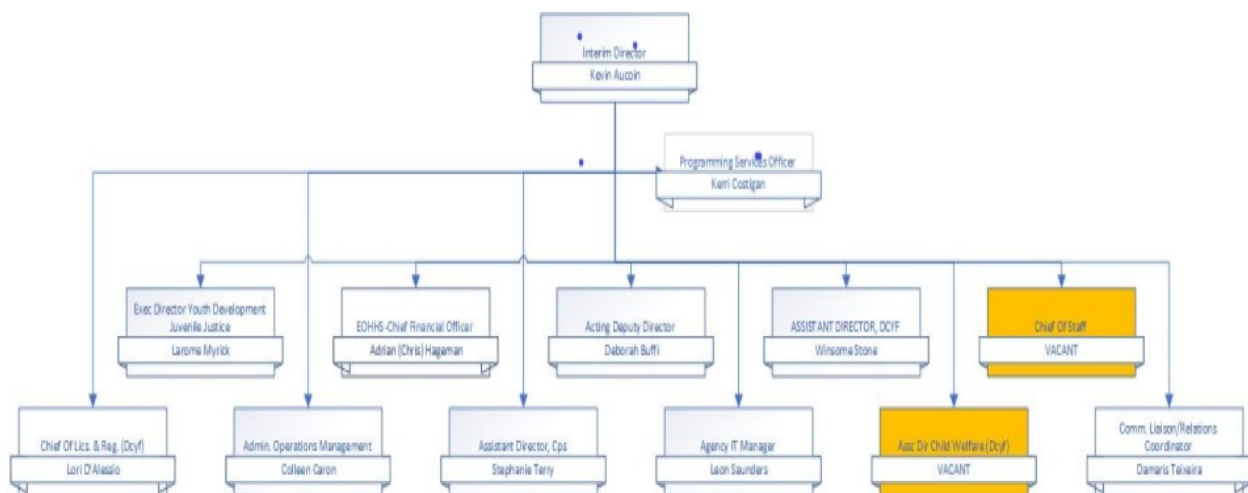 Interim Director
Kevin Aucoin
Programming Services Officer
Kerri Costigan
Exec Director Youth Development
Juvenile Justice
Larome Myrick
EOHHS-Chief Financial Officer
Adrian (Chris) Hageman
Acting Deputy Director
Deborah Buffi
ASSISTANT DIRECTOR, DCYF
Winsome Stone
Chief Of Staff
VACANT
Chief Of Lics. & Reg. (Dcyf)
Lori D'Alessio
Admin. Operations Management
Colleen Caron
Assistant Director, Cps
Stephanie Terry
Agency IT Manager
Leon Saunders
Assc Dir Child Welfare (Dcyf)
VACANT
Comm. Liaison/Relations
Coordinator
Damaris Teixeira